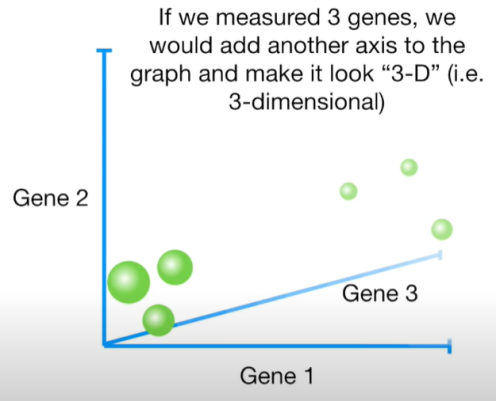 If we measured 3 genes, we
would add another axis to the
graph and make it look “3-D” (i.e.
3-dimensional)
Gene 2
Gene 3
Gene 1